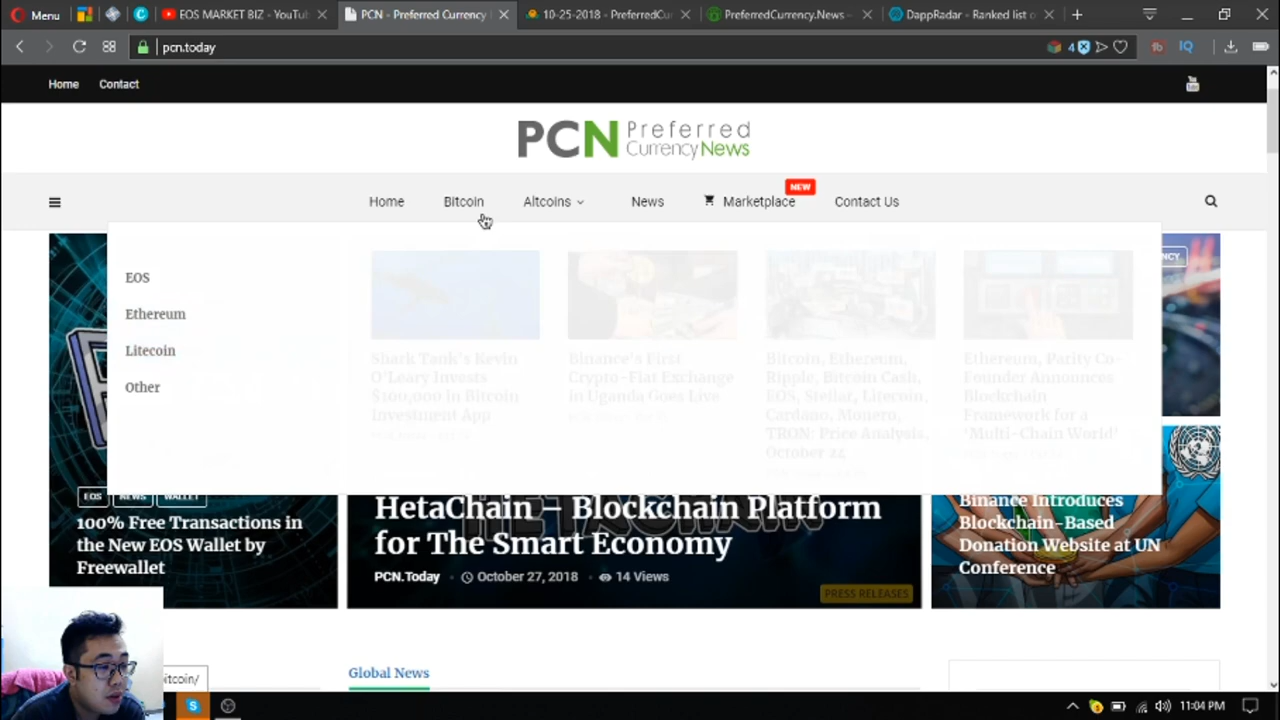 Menu
EOS MARKET BIZ - YouTu
PCN - Preferred Currency
10-25-2018 - PreferredCur
PreferredCurrency.News –
DappRadar - Ranked list o
pcn.today
4
Home
Contact
PCN Preferred
CurrencyNews
NEW
Home
Bitcoin
Altcoins
News
Marketplace
Contact Us
EOS
Ethereum
Litecoin
Other
Shark Tank's Kevin
O'Leary Invests
$100,000 in Bitcoin
Investment App
Binance's First
Crypto-Fiat Exchange
in Uganda Goes Live
Bitcoin, Ethereum,
Ripple, Bitcoin Cash,
EOS, Stellar, Litecoin,
Cardano, Monero,
TRON: Price Analysis,
October 24
Ethereum, Parity Co-
Founder Announces
Blockchain
Framework for a
'Multi-Chain World'
NCY
EOS
NEWS
WALLET
100% Free Transactions in
the New EOS Wallet by
Freewallet
HetaChain – Blockchain Platform
for The Smart Economy
PCN.Today
October 27, 2018
14 Views
PRESS RELEASES
Binance Introduces
Blockchain-Based
Donation Website at UN
Conference
Global News
itcoin/
11:04 PM